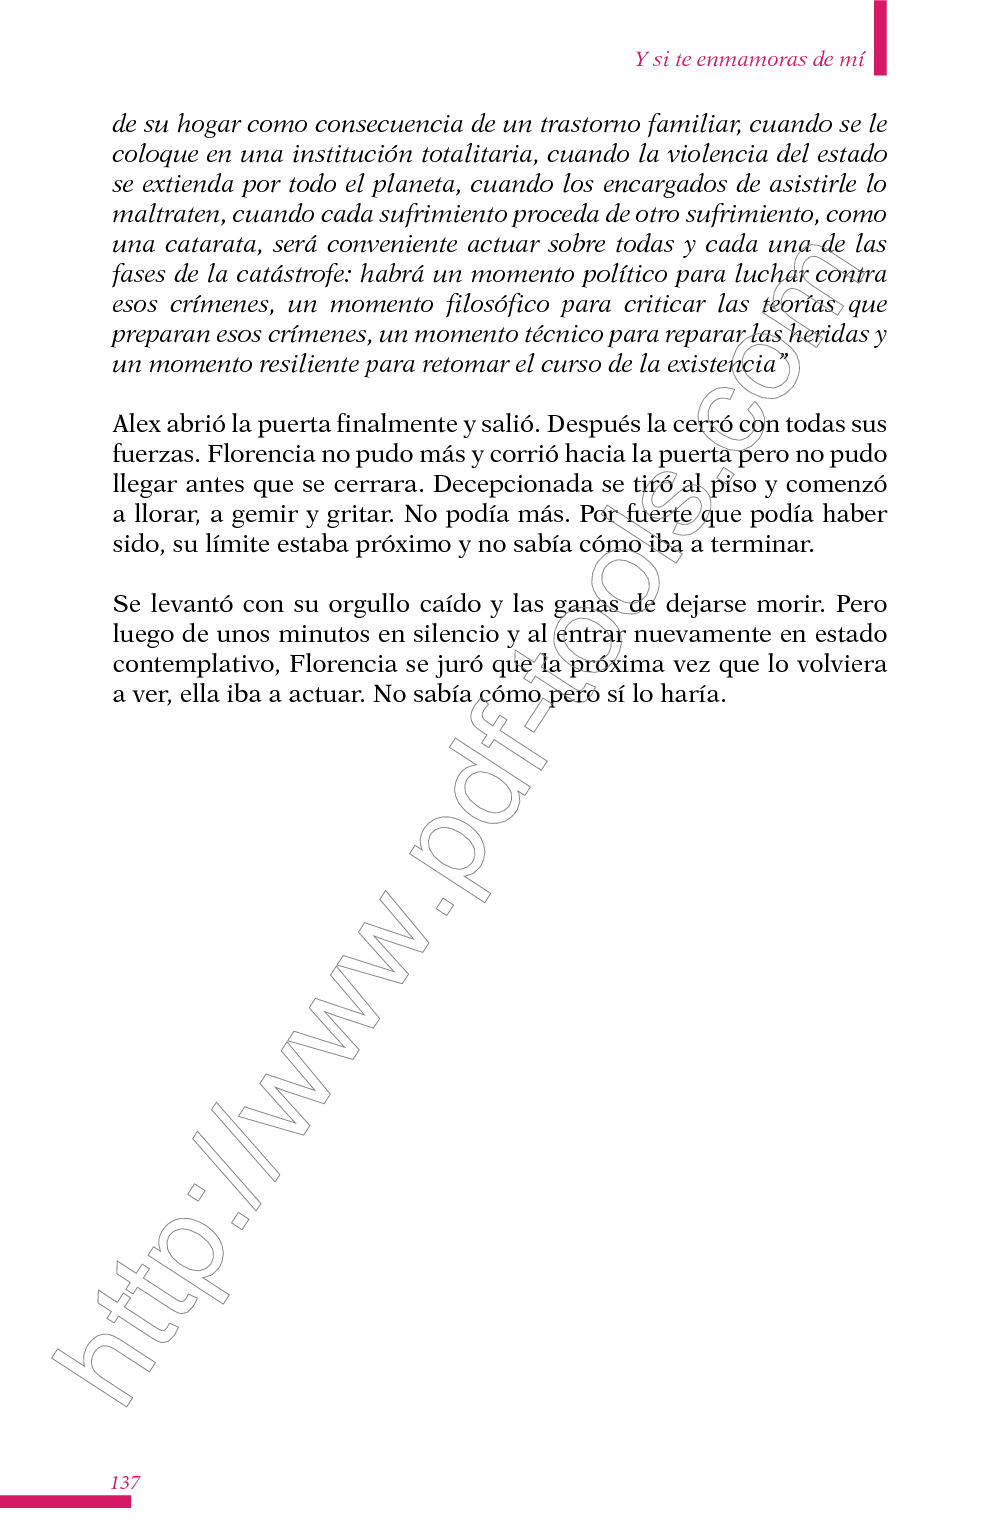 Y si te enmamoras de mí
de su hogar como consecuencia de un trastorno familiar, cuando se le
coloque en una institución totalitaria, cuando la violencia del estado
se extienda por todo el planeta, cuando los encargados de asistirle lo
maltraten, cuando cada sufrimiento proceda de otro sufrimiento, como
una catarata, será conveniente actuar sobre todas y cada una de las
fases de la catástrofe: habrá un momento político para luchar contra
esos crímenes, un momento filosófico para criticar las teorías que
preparan esos crímenes, un momento técnico para reparar las heridas y
un momento resiliente para retomar el curso de la existencia”
Alex abrió la puerta finalmente y salió. Después la cerró con todas sus
fuerzas. Florencia no pudo más y corrió hacia la puerta pero no pudo
llegar antes que se cerrara. Decepcionada se tiró al piso y comenzó
a llorar, a gemir y gritar. No podía más. Por fuerte que podía haber
sido, su límite estaba próximo y no sabía cómo iba a terminar.
Se levantó con su orgullo caído y las ganas de dejarse morir. Pero
luego de unos minutos en silencio y al entrar nuevamente en estado
contemplativo, Florencia se juró que la próxima vez que lo volviera
a ver, ella iba a actuar. No sabía cómo pero sí lo haría.
http://www.pdf-tools.com
137